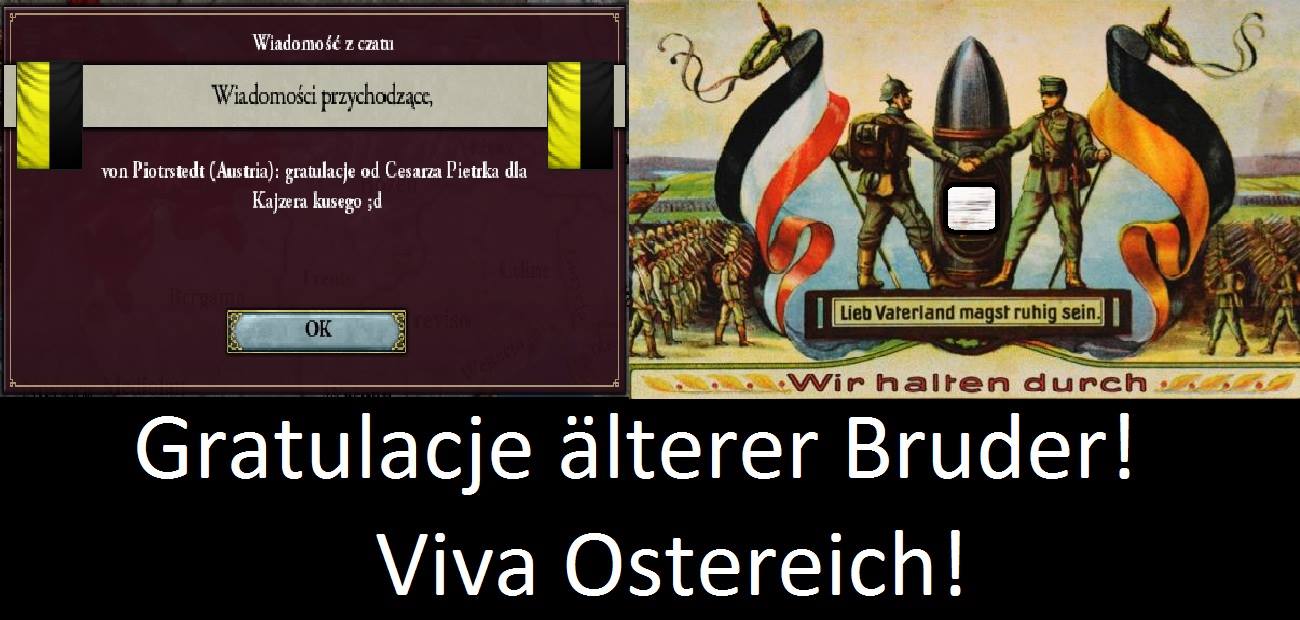 Wiadomość z czatu
Wiadomości przychodzące,
von Piotrstedt (Austria): gratulacje od Cesarza Pietrka dla
Kajzera kusego ;d
OK
Lieb Vaterland magst ruhig sein.
Wir halten durch
Gratulacje älterer Bruder!
Viva Ostereich!